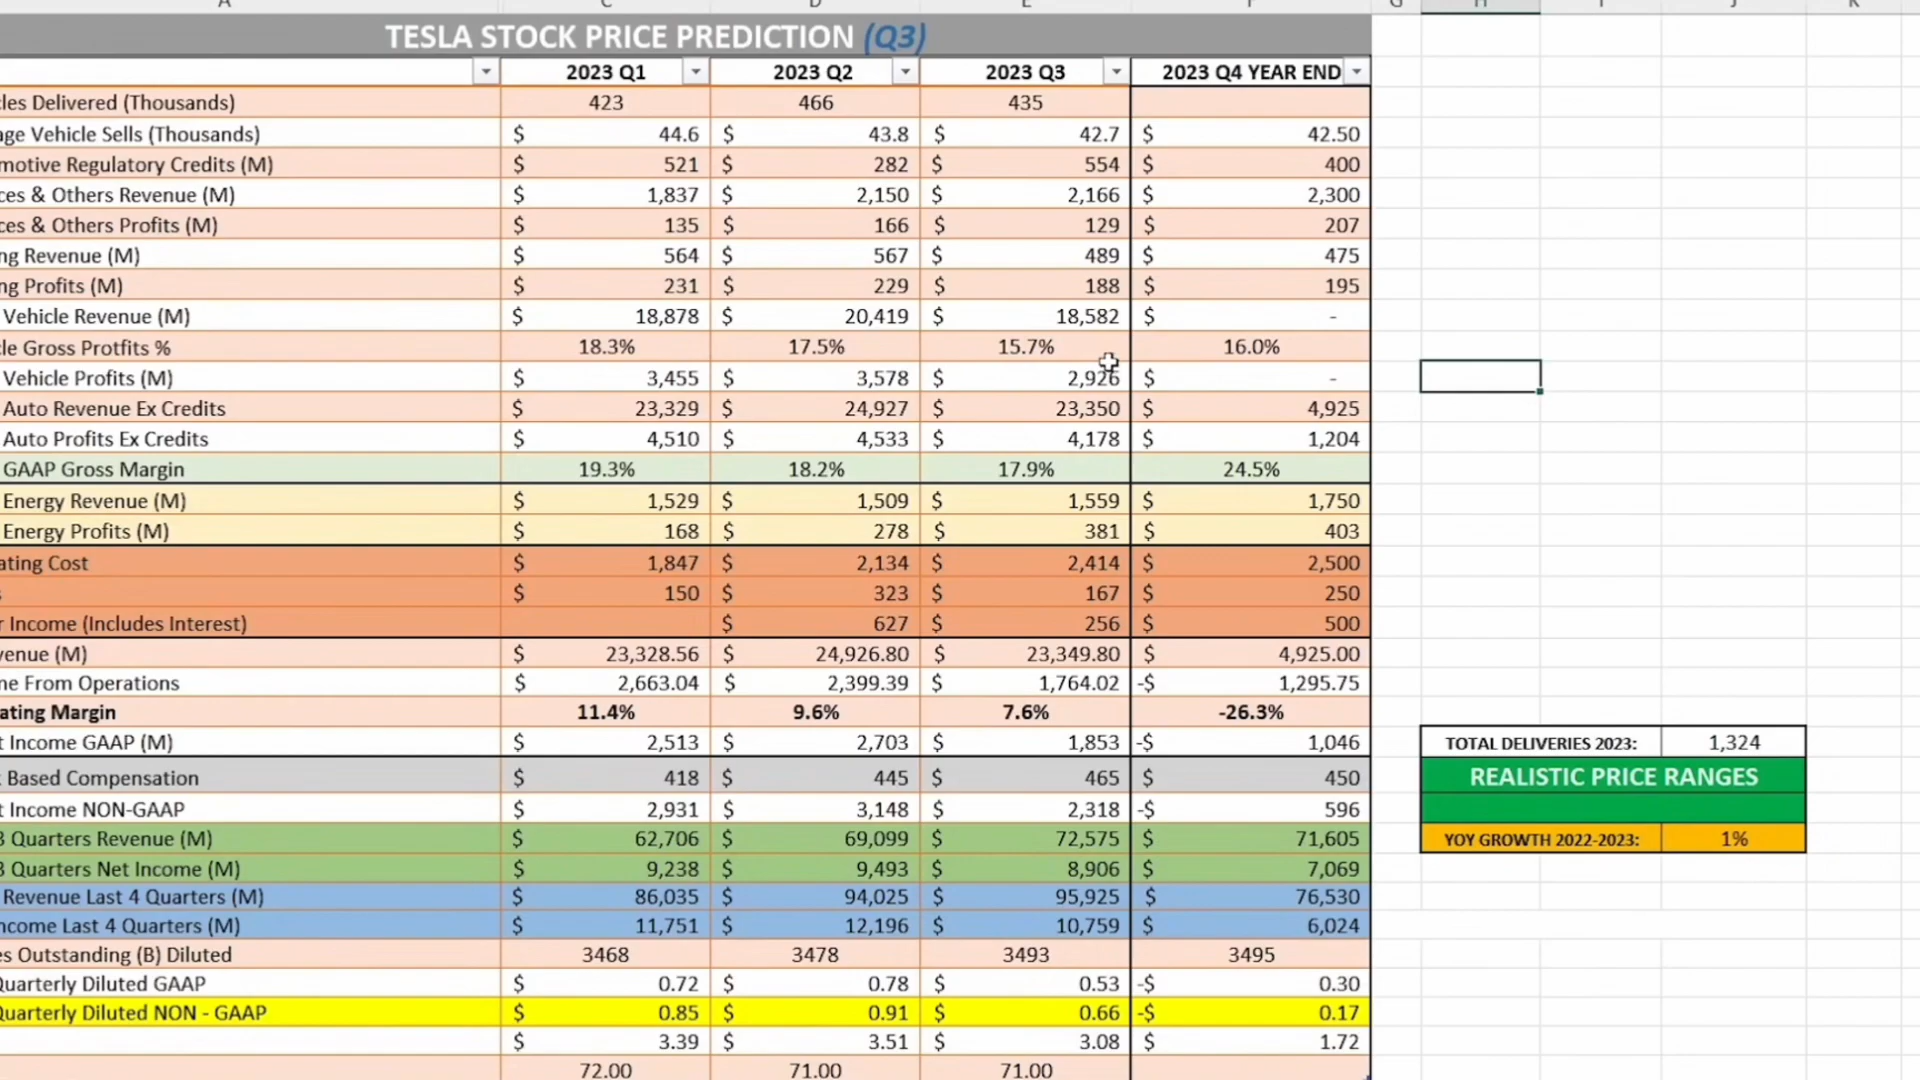 TESLA STOCK PRICE PREDICTION (Q3)
2023 Q1 2023 Q2 2023 Q3 2023 Q4 YEAR END
les Delivered (Thousands) 423 466 435
age Vehicle Sells (Thousands) $ 44.6 $ 43.8 $ 42.7 $ 42.50
motive Regulatory Credits (M) $ 521 $ 282 $ 554 $ 400
ces & Others Revenue (M) $ 1,837 $ 2,150 $ 2,166 $ 2,300
ces & Others Profits (M) $ 135 $ 166 $ 129 $ 207
ng Revenue (M) $ 564 $ 567 $ 489 $ 475
ng Profits (M) $ 231 $ 229 $ 188 $ 195
Vehicle Revenue (M) $ 18,878 $ 20,419 $ 18,582 $ -
le Gross Protfits % 18.3% 17.5% 15.7% 16.0%
Vehicle Profits (M) $ 3,455 $ 3,578 $ 2,926 $ -
Auto Revenue Ex Credits $ 23,329 $ 24,927 $ 23,350 $ 4,925
Auto Profits Ex Credits $ 4,510 $ 4,533 $ 4,178 $ 1,204
GAAP Gross Margin 19.3% 18.2% 17.9% 24.5%
Energy Revenue (M) $ 1,529 $ 1,509 $ 1,559 $ 1,750
Energy Profits (M) $ 168 $ 278 $ 381 $ 403
ating Cost $ 1,847 $ 2,134 $ 2,414 $ 2,500
s $ 150 $ 323 $ 167 $ 250
r Income (Includes Interest) $ 627 $ 256 $ 500
venue (M) $ 23,328.56 $ 24,926.80 $ 23,349.80 $ 4,925.00
me From Operations $ 2,663.04 $ 2,399.39 $ 1,764.02 -$ 1,295.75
ating Margin 11.4% 9.6% 7.6% -26.3%
t Income GAAP (M) $ 2,513 $ 2,703 $ 1,853 -$ 1,046
TOTAL DELIVERIES 2023: 1,324
k Based Compensation $ 418 $ 445 $ 465 $ 450
REALISTIC PRICE RANGES
t Income NON-GAAP $ 2,931 $ 3,148 $ 2,318 -$ 596
3 Quarters Revenue (M) $ 62,706 $ 69,099 $ 72,575 $ 71,605
YOY GROWTH 2022-2023: 1%
3 Quarters Net Income (M) $ 9,238 $ 9,493 $ 8,906 $ 7,069
Revenue Last 4 Quarters (M) $ 86,035 $ 94,025 $ 95,925 $ 76,530
ncome Last 4 Quarters (M) $ 11,751 $ 12,196 $ 10,759 $ 6,024
es Outstanding (B) Diluted 3468 3478 3493 3495
Quarterly Diluted GAAP $ 0.72 $ 0.78 $ 0.53 -$ 0.30
Quarterly Diluted NON - GAAP $ 0.85 $ 0.91 $ 0.66 -$ 0.17
$ 3.39 $ 3.51 $ 3.08 $ 1.72
72.00 71.00 71.00